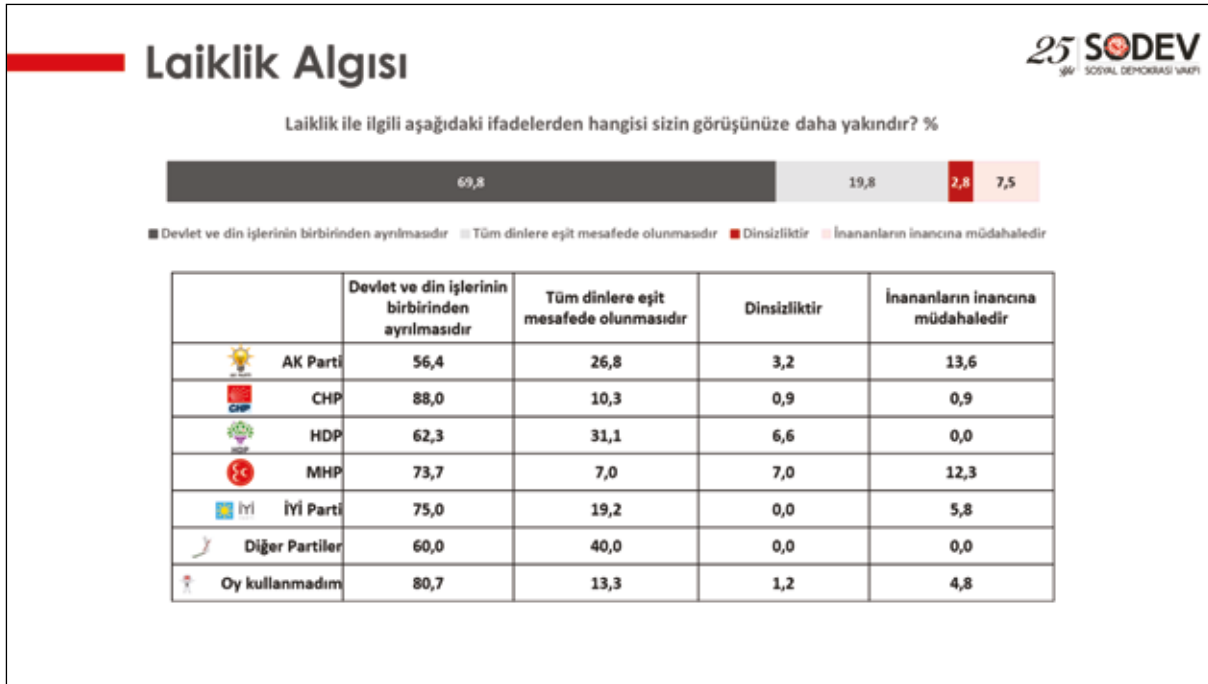 Laiklik Algısı
25 SODEV
SOSYAL DEMOKRASİ VAKFI
Laiklik ile ilgili aşağıdaki ifadelerden hangisi sizin görüşünüze daha yakındır? %
69,8 19,8 2,8 7,5
Devlet ve din işlerinin birbirinden ayrılmasıdır Tüm dinlere eşit mesafede olunmasıdır Dinsizliktir İnananların inancına müdahaledir
Devlet ve din işlerinin
birbirinden
ayrılmasıdır
Tüm dinlere eşit
mesafede olunmasıdır
Dinsizliktir
İnananların inancına
müdahaledir
AK Parti 56,4 26,8 3,2 13,6
CHP CHP 88,0 10,3 0,9 0,9
HDP HDP 62,3 31,1 6,6 0,0
MHP 73,7 7,0 7,0 12,3
İYİ İYİ Parti 75,0 19,2 0,0 5,8
Diğer Partiler 60,0 40,0 0,0 0,0
Oy kullanmadım 80,7 13,3 1,2 4,8